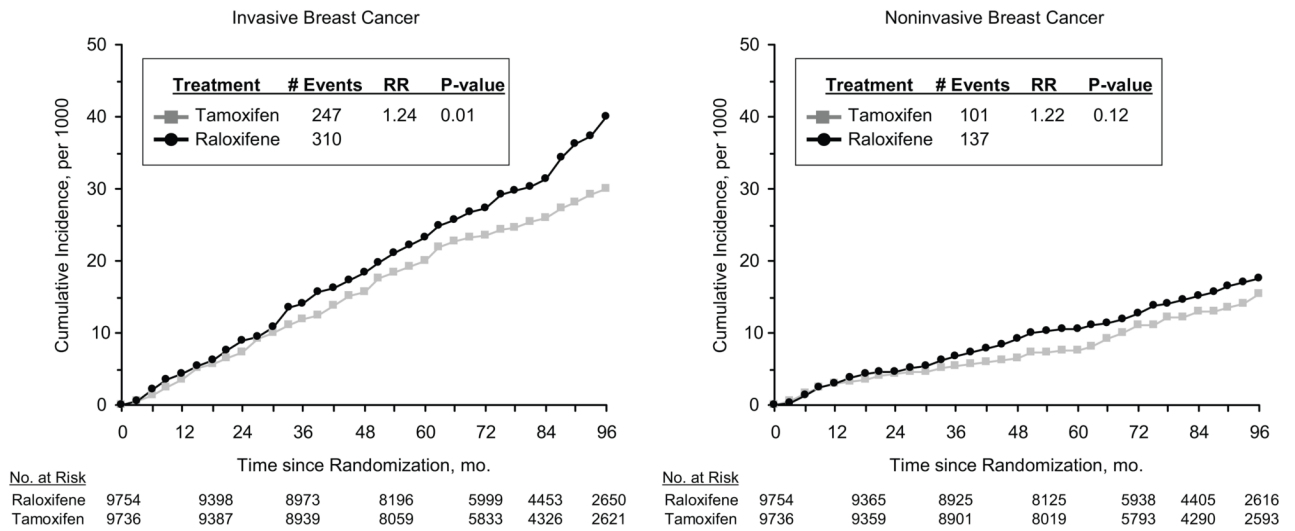 Invasive Breast Cancer
Cumulative Incidence, per 1000
50
40
30
20
10
0
Treatment # Events RR P-value
Tamoxifen 247 1.24 0.01
Raloxifene 310
0 12 24 36 48 60 72 84 96
Time since Randomization, mo.
No. at Risk
Raloxifene 9754 9398 8973 8196 5999 4453 2650
Tamoxifen 9736 9387 8939 8059 5833 4326 2621
Noninvasive Breast Cancer
Cumulative Incidence, per 1000
50
40
30
20
10
0
Treatment # Events RR P-value
Tamoxifen 101 1.22 0.12
Raloxifene 137
0 12 24 36 48 60 72 84 96
Time since Randomization, mo.
No. at Risk
Raloxifene 9754 9365 8925 8125 5938 4405 2616
Tamoxifen 9736 9359 8901 8019 5793 4290 2593